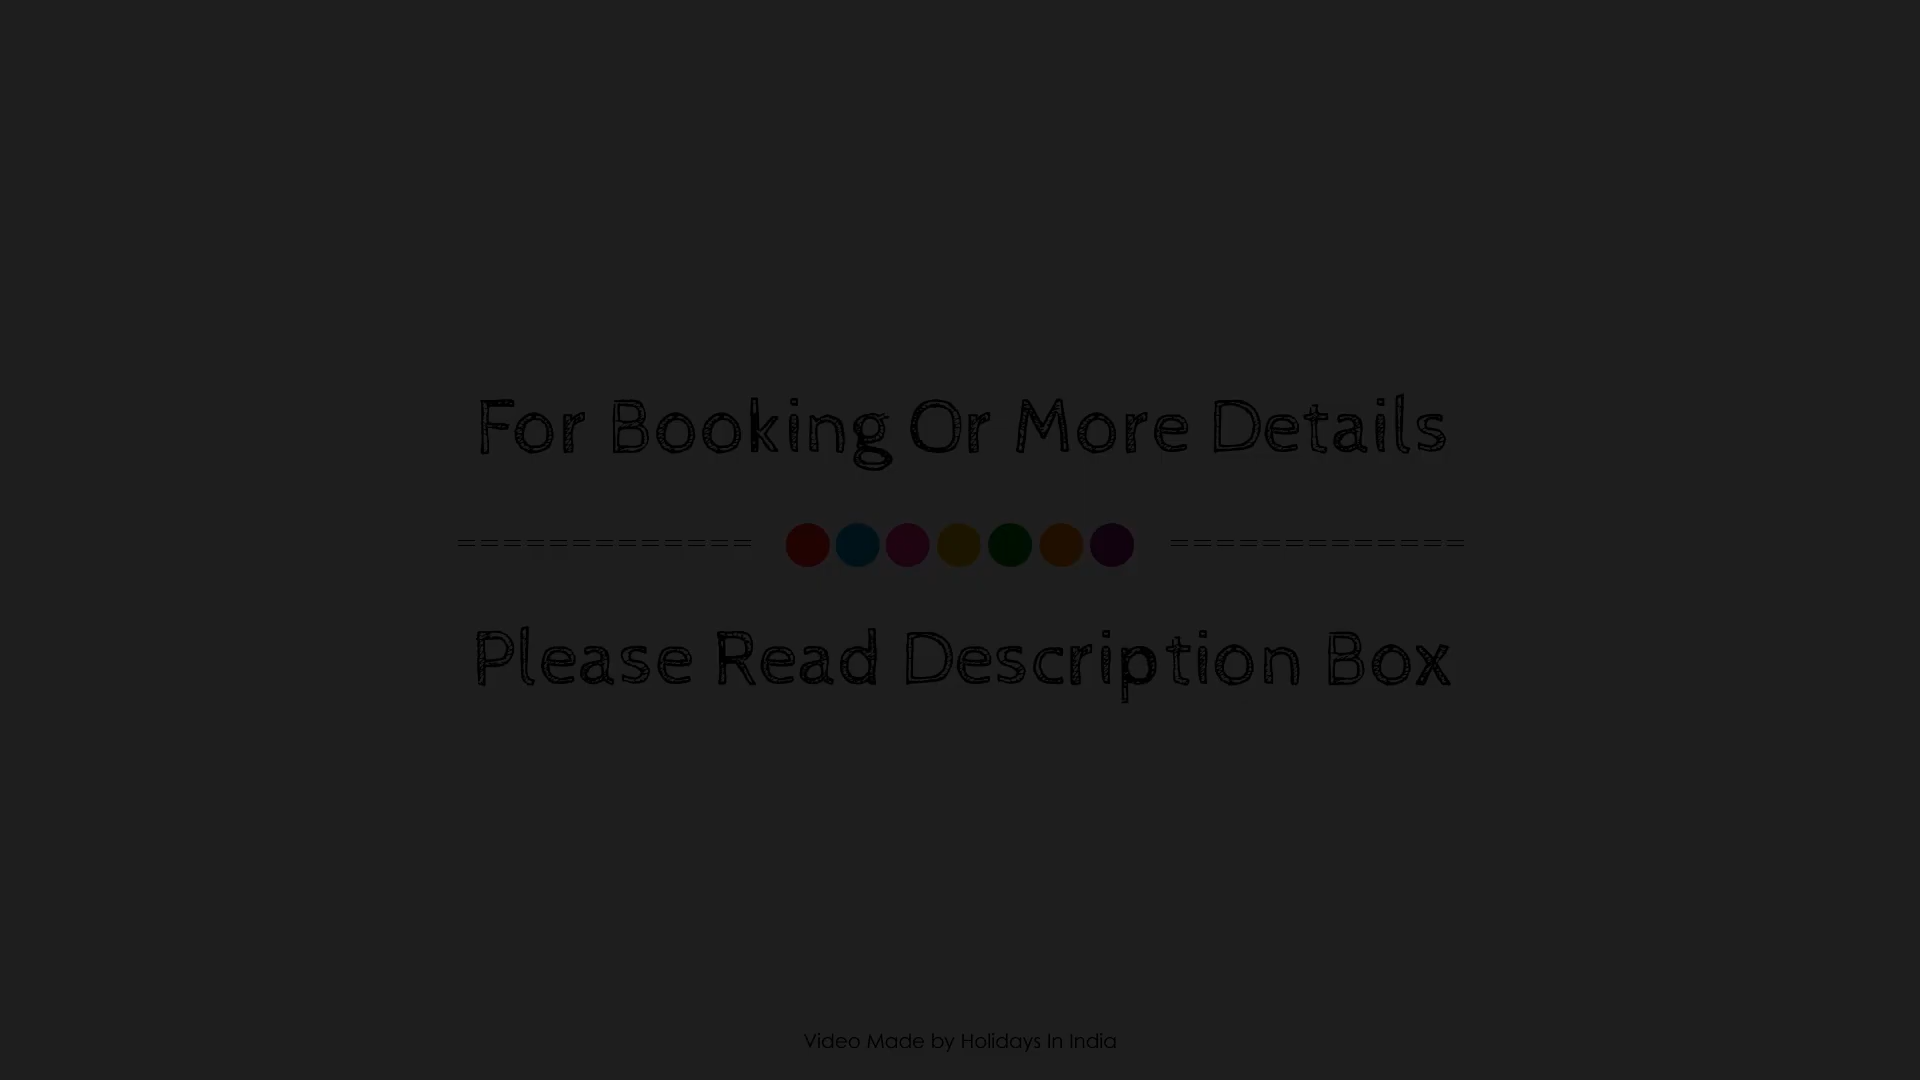 For Booking Or More Details
============= =============
Please Read Description Box
Video Made by Holidays In India